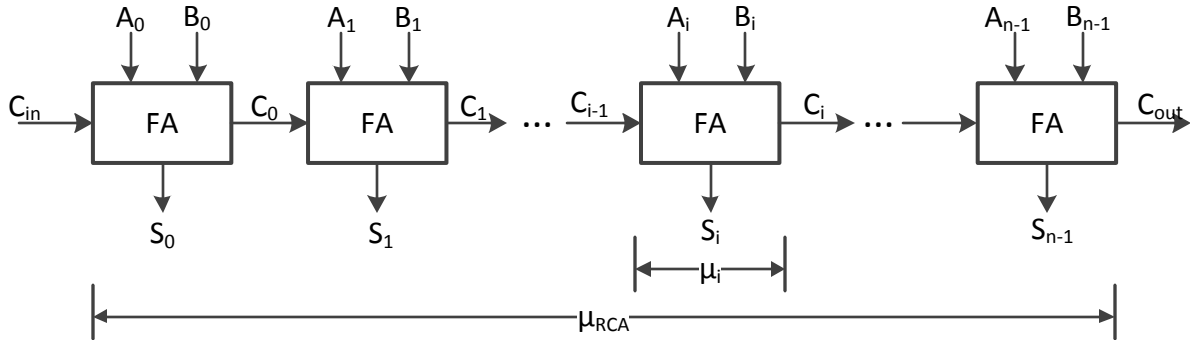 A₀ B₀ A₁ B₁ Aᵢ Bᵢ Aₙ₋₁ Bₙ₋₁
Cᵢₙ FA C₀ FA C₁ ... Cᵢ₋₁ FA Cᵢ ... FA Cₒᵤₜ
S₀ S₁ Sᵢ Sₙ₋₁
μᵢ
μRCA